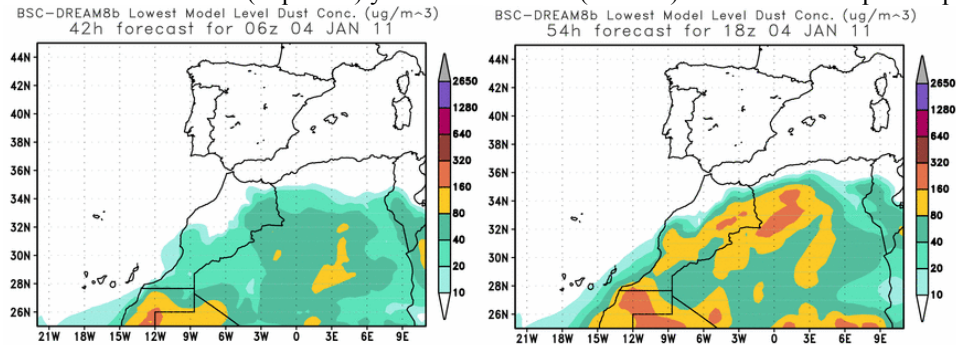 BSC-DREAM8b Lowest Model Level Dust Conc. (ug/m^3)
42h forecast for 06z 04 JAN 11
44N
42N
40N
38N
36N
34N
32N
30N
28N
26N
21W 18W 15W 12W 9W 6W 3W 0 3E 6E 9E
2650
1280
640
320
160
80
40
20
10
BSC-DREAM8b Lowest Model Level Dust Conc. (ug/m^3)
54h forecast for 18z 04 JAN 11
44N
42N
40N
38N
36N
34N
32N
30N
28N
26N
21W 18W 15W 12W 9W 6W 3W 0 3E 6E 9E
2650
1280
640
320
160
80
40
20
10